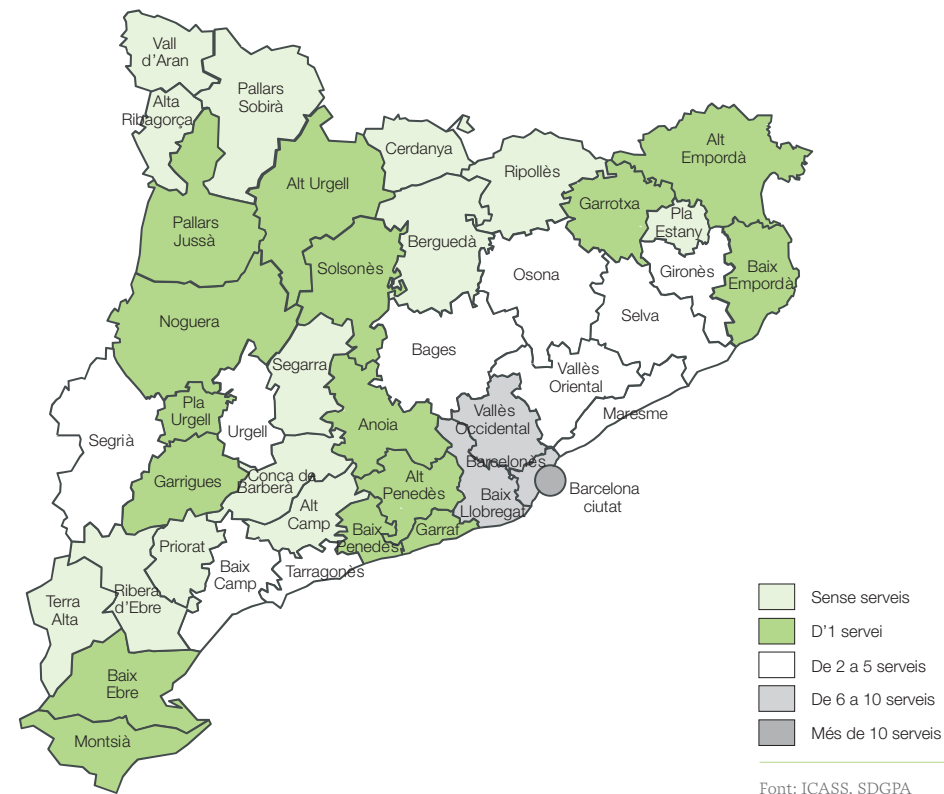 Vall
d'Aran
Pallars
Sobirà
Alta
Ribagorça
Cerdanya
Ripollès
Alt
Empordà
Alt Urgell
Garrotxa
Pla
Estany
Pallars
Jussà
Berguedà
Solsonès
Osona
Gironès
Baix
Empordà
Noguera
Selva
Bages
Segarra
Vallès
Oriental
Pla
Urgell
Urgell
Segrià
Anoia
Vallès
Occidental
Maresme
Barcelonès
Garrigues
Conca de
Barberà
Alt
Penedès
Baix
Llobregat
Barcelona
ciutat
Alt
Camp
Baix
Penedès
Garraf
Priorat
Baix
Camp
Tarragonès
Terra
Alta
Ribera
d'Ebre
Baix
Ebre
Montsià
Sense serveis
D'1 servei
De 2 a 5 serveis
De 6 a 10 serveis
Més de 10 serveis
Font: ICASS, SDGPA